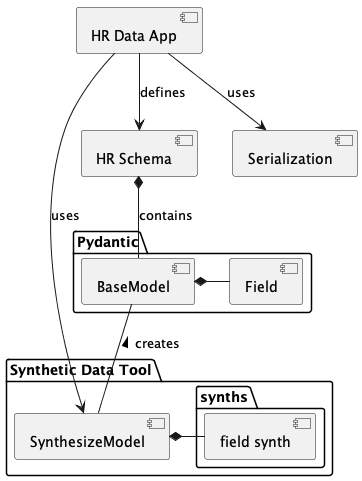 HR Data App
defines
uses
HR Schema
Serialization
uses
contains
Pydantic
BaseModel
Field
creates
Synthetic Data Tool
synths
SynthesizeModel
field synth